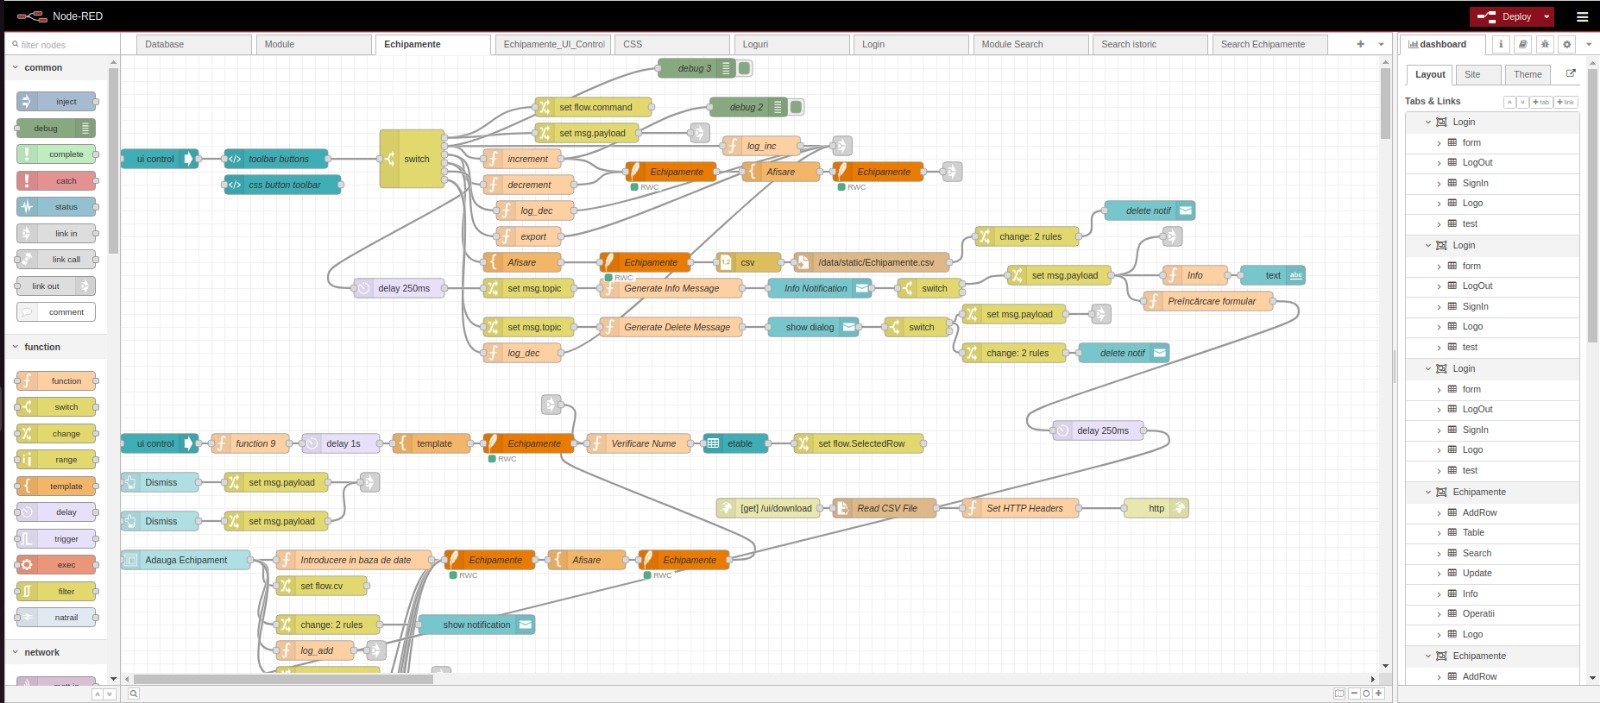 Node-RED
Deploy
filter nodes
Database
Module
Echipamente
Echipamente_UI_Control
CSS
Loguri
Login
Module Search
Search istoric
Search Echipamente
dashboard
common
inject
debug
complete
catch
status
link in
link call
link out
comment
function
function
switch
change
range
template
delay
trigger
exec
filter
natrail
network
debug 3
set flow.command
debug 2
set msg.payload
log_inc
ui control
toolbar buttons
switch
increment
Echipamente
RWC
Afisare
Echipamente
RWC
css button toolbar
decrement
log_dec
delete notif
export
change: 2 rules
Afisare
Echipamente
RWC
csv
/data/static/Echipamente.csv
set msg.payload
Info
text
delay 250ms
set msg.topic
Generate Info Message
Info Notification
switch
Preîncărcare formular
set msg.payload
set msg.topic
Generate Delete Message
show dialog
switch
log_dec
change: 2 rules
delete notif
delay 250ms
ui control
function 9
delay 1s
template
Echipamente
RWC
Verificare Nume
etable
set flow.SelectedRow
Dismiss
set msg.payload
[get] /ui/download
Read CSV File
Set HTTP Headers
http
Dismiss
set msg.payload
Adauga Echipament
Introducere in baza de date
Echipamente
RWC
Afisare
Echipamente
RWC
set flow.cv
change: 2 rules
show notification
log_add
Layout
Site
Theme
Tabs & Links
tab
link
Login
form
LogOut
SignIn
Logo
test
Login
form
LogOut
SignIn
Logo
test
Login
form
LogOut
SignIn
Logo
test
Echipamente
AddRow
Table
Search
Update
Info
Operatii
Logo
Echipamente
AddRow